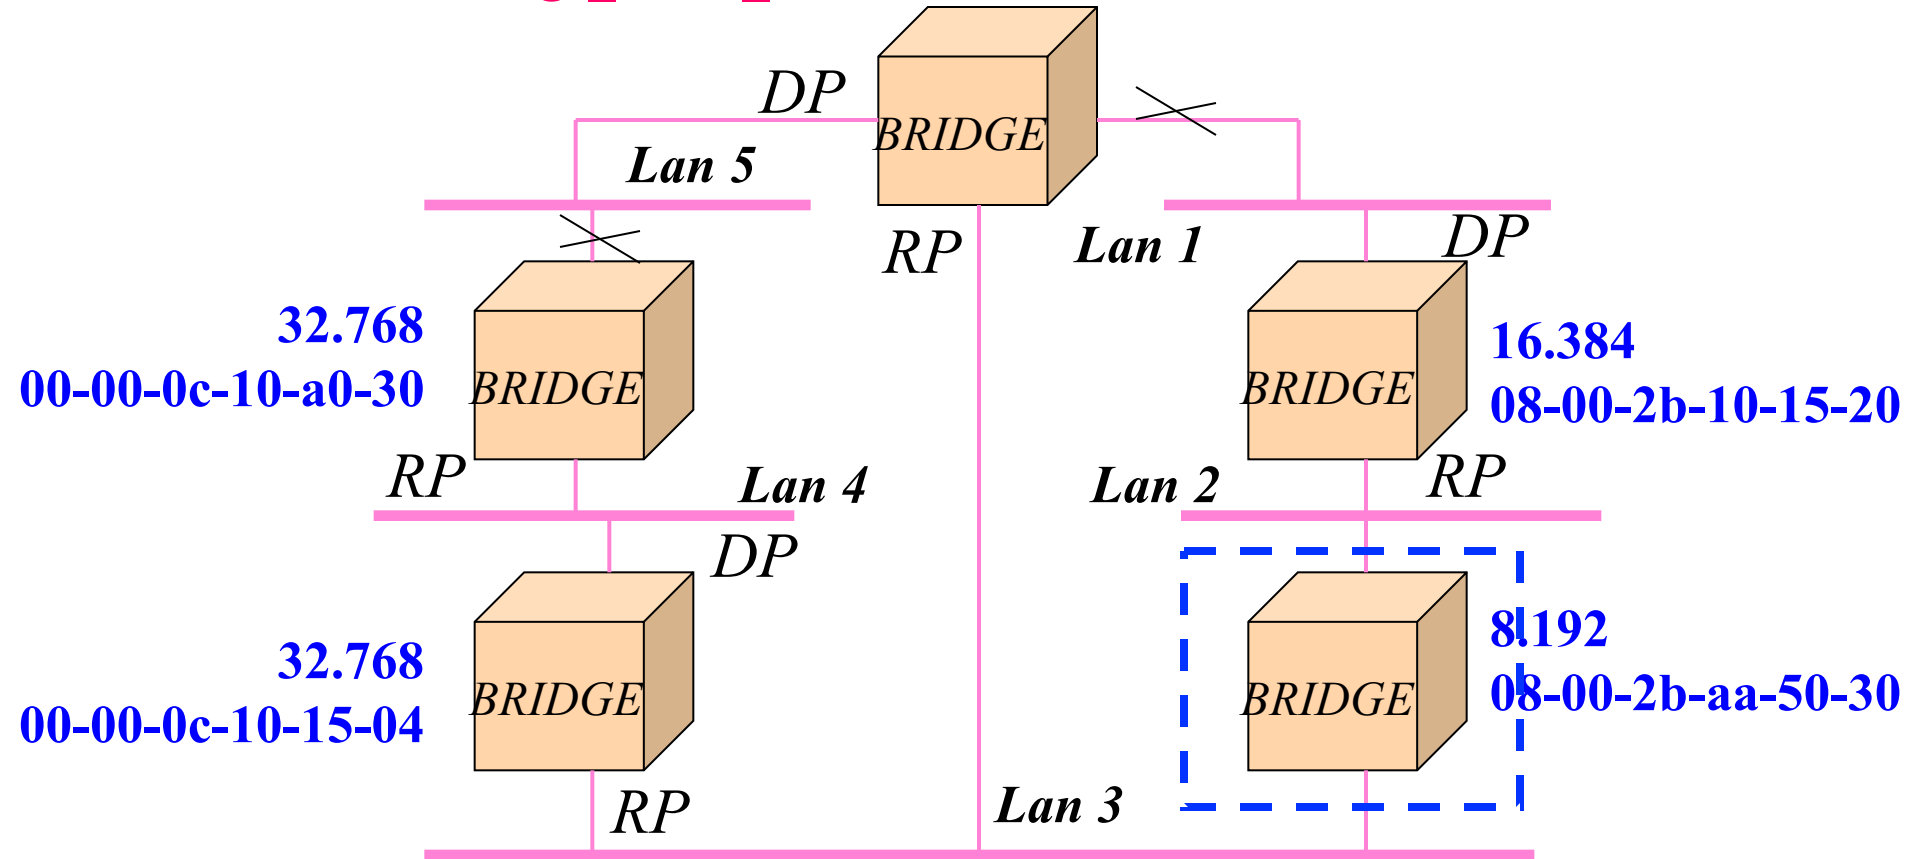 DP
BRIDGE
Lan 5
RP
Lan 1
DP
32.768
00-00-0c-10-a0-30
BRIDGE
BRIDGE
16.384
08-00-2b-10-15-20
RP
Lan 4
Lan 2
RP
DP
32.768
00-00-0c-10-15-04
BRIDGE
BRIDGE
8.192
08-00-2b-aa-50-30
RP
Lan 3